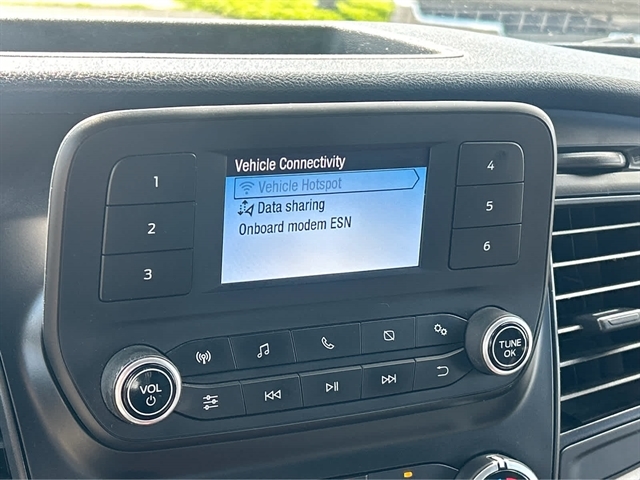 Vehicle Connectivity
Vehicle Hotspot
Data sharing
Onboard modem ESN
1
2
3
4
5
6
VOL
TUNE
OK